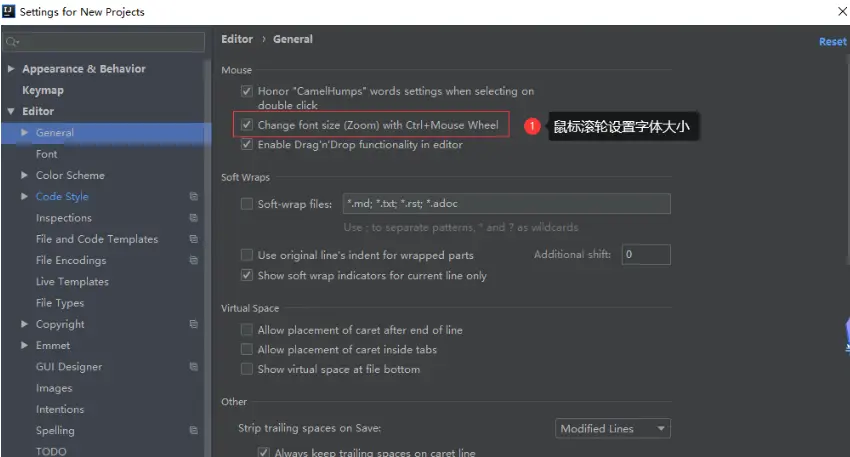 Settings for New Projects
Editor › General
Reset
Appearance & Behavior
Keymap
Editor
General
Font
Color Scheme
Code Style
Inspections
File and Code Templates
File Encodings
Live Templates
File Types
Copyright
Emmet
GUI Designer
Images
Intentions
Spelling
TODO
Mouse
Honor "CamelHumps" words settings when selecting on
double click
Change font size (Zoom) with Ctrl+Mouse Wheel
1 鼠标滚轮设置字体大小
Enable Drag'n'Drop functionality in editor
Soft Wraps
Soft-wrap files: *.md; *.txt; *.rst; *.adoc
Use ; to separate patterns, * and ? as wildcards
Use original line's indent for wrapped parts Additional shift: 0
Show soft wrap indicators for current line only
Virtual Space
Allow placement of caret after end of line
Allow placement of caret inside tabs
Show virtual space at file bottom
Other
Strip trailing spaces on Save: Modified Lines
Always keep trailing spaces on caret line